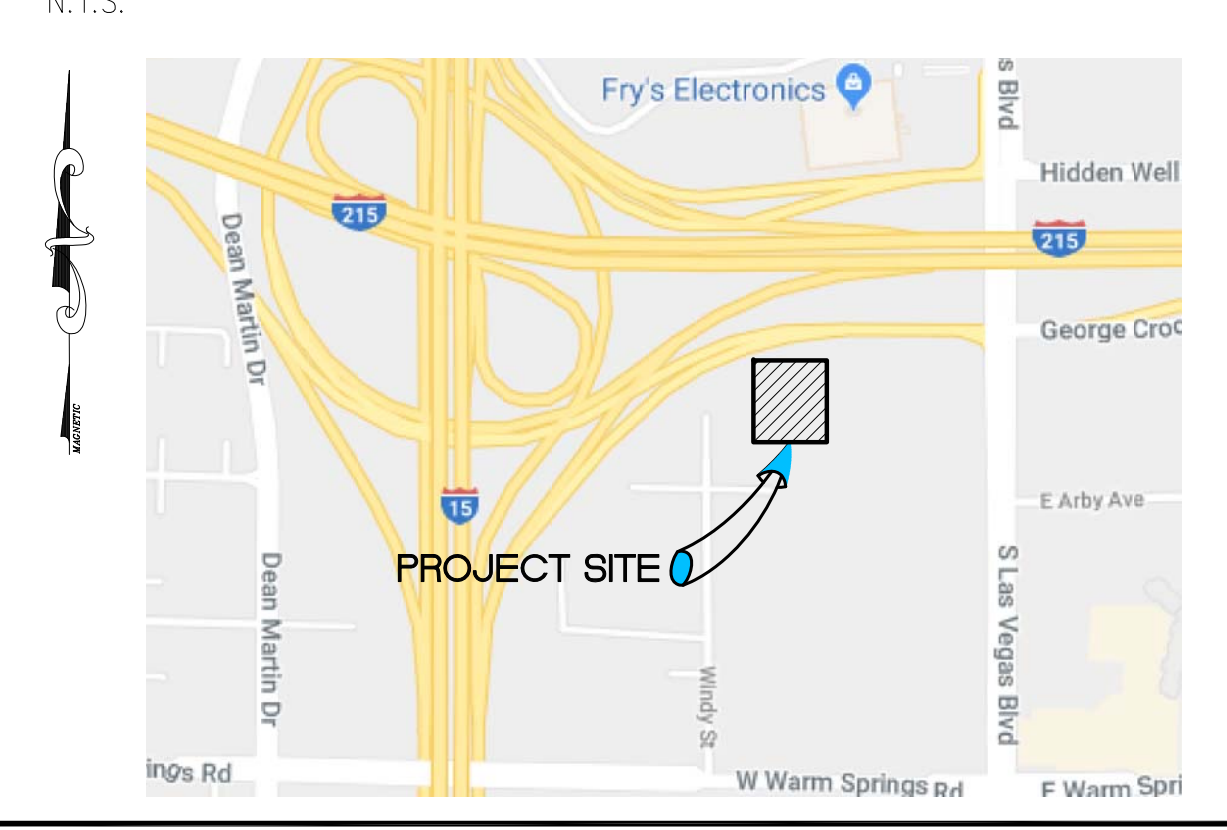 N.T.S.
s Blvd
Fry's Electronics
Hidden Well
215
215
Dean Martin Dr
George Croc
MAGNETIC
15
E Arby Ave
PROJECT SITE
Dean Martin Dr
S Las Vegas Blvd
Windy St
ings Rd
W Warm Springs Rd
E Warm Spri